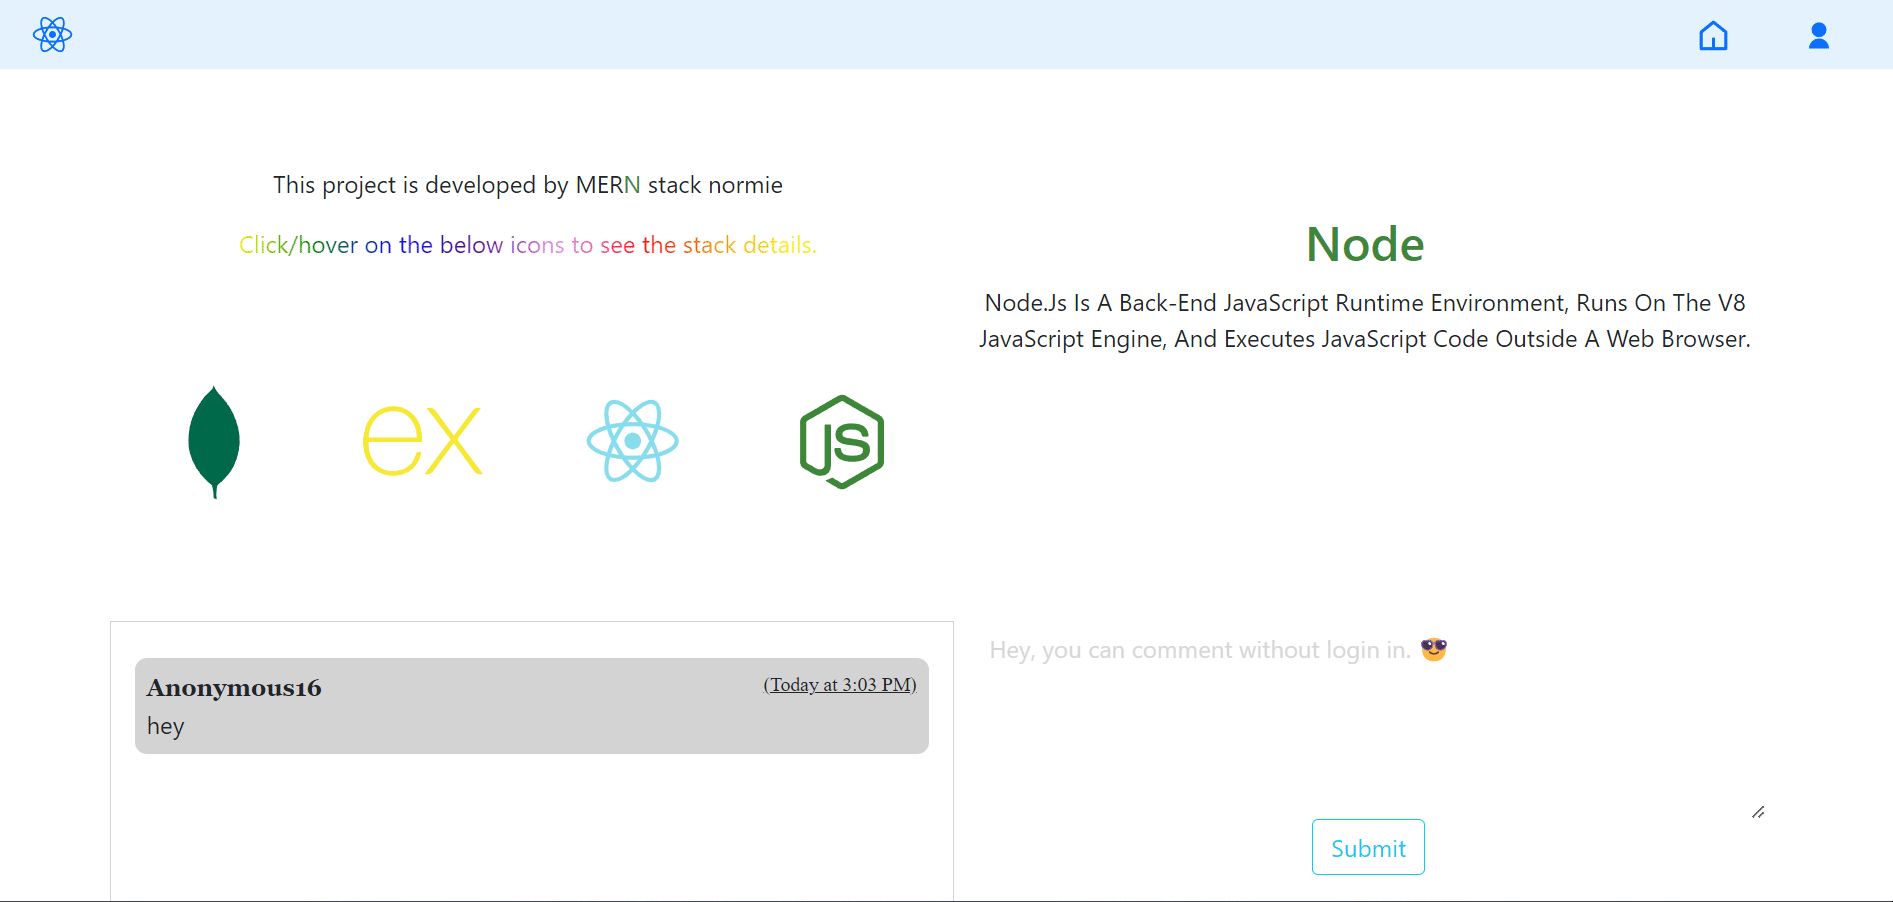 This project is developed by MERN stack normie
Click/hover on the below icons to see the stack details.
ex
JS
Node
Node.Js Is A Back-End JavaScript Runtime Environment, Runs On The V8
JavaScript Engine, And Executes JavaScript Code Outside A Web Browser.
Anonymous16
(Today at 3:03 PM)
hey
Hey, you can comment without login in. 😎
Submit